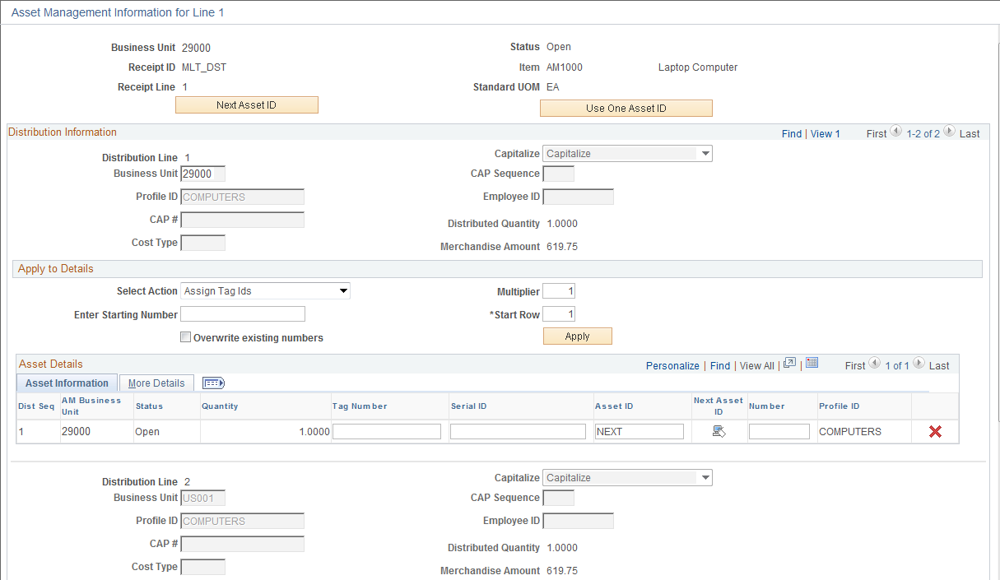 Asset Management Information for Line 1
Business Unit 29000 Status Open
Receipt ID MLT_DST Item AM1000 Laptop Computer
Receipt Line 1 Standard UOM EA
Next Asset ID Use One Asset ID
Distribution Information Find | View 1 First 1-2 of 2 Last
Distribution Line 1 Capitalize Capitalize
Business Unit 29000 CAP Sequence
Profile ID COMPUTERS Employee ID
CAP # Distributed Quantity 1.0000
Cost Type Merchandise Amount 619.75
Apply to Details
Select Action Assign Tag Ids Multiplier 1
Enter Starting Number *Start Row 1
Overwrite existing numbers Apply
Asset Details Personalize | Find | View All | | First 1 of 1 Last
Asset Information More Details
Dist Seq AM Business Unit Status Quantity Tag Number Serial ID Asset ID Next Asset ID Number Profile ID
1 29000 Open 1.0000 NEXT COMPUTERS
Distribution Line 2 Capitalize Capitalize
Business Unit US001 CAP Sequence
Profile ID COMPUTERS Employee ID
CAP # Distributed Quantity 1.0000
Cost Type Merchandise Amount 619.75